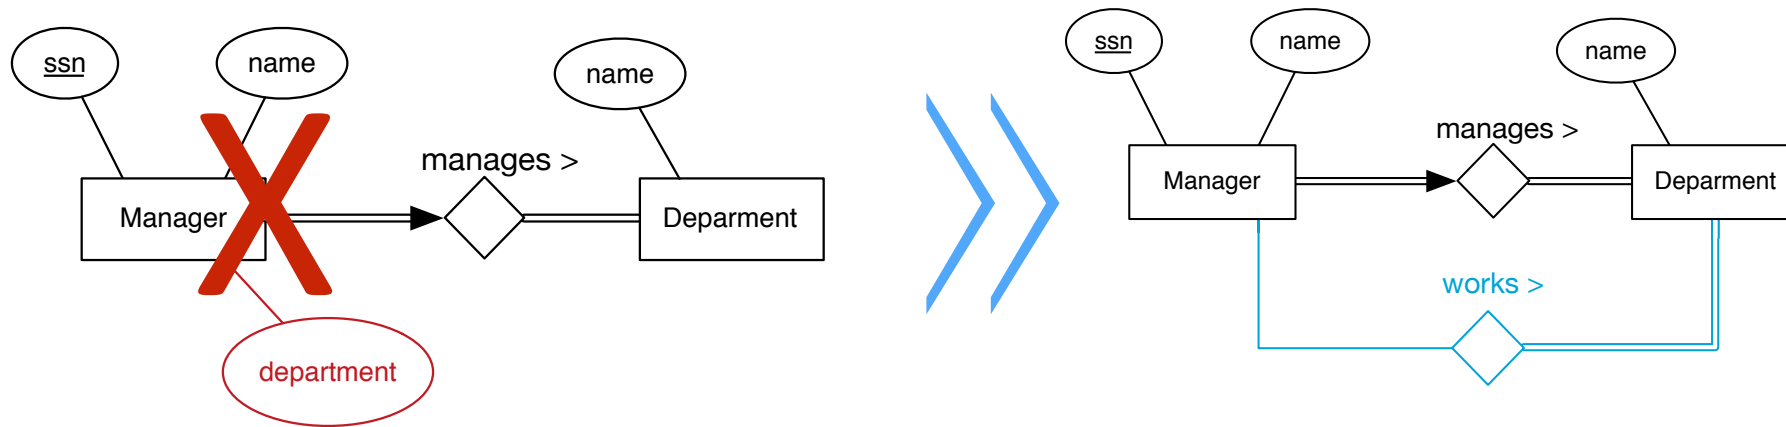 ssn
name
name
manages >
Manager
Deparment
department
ssn
name
name
manages >
Manager
Deparment
works >